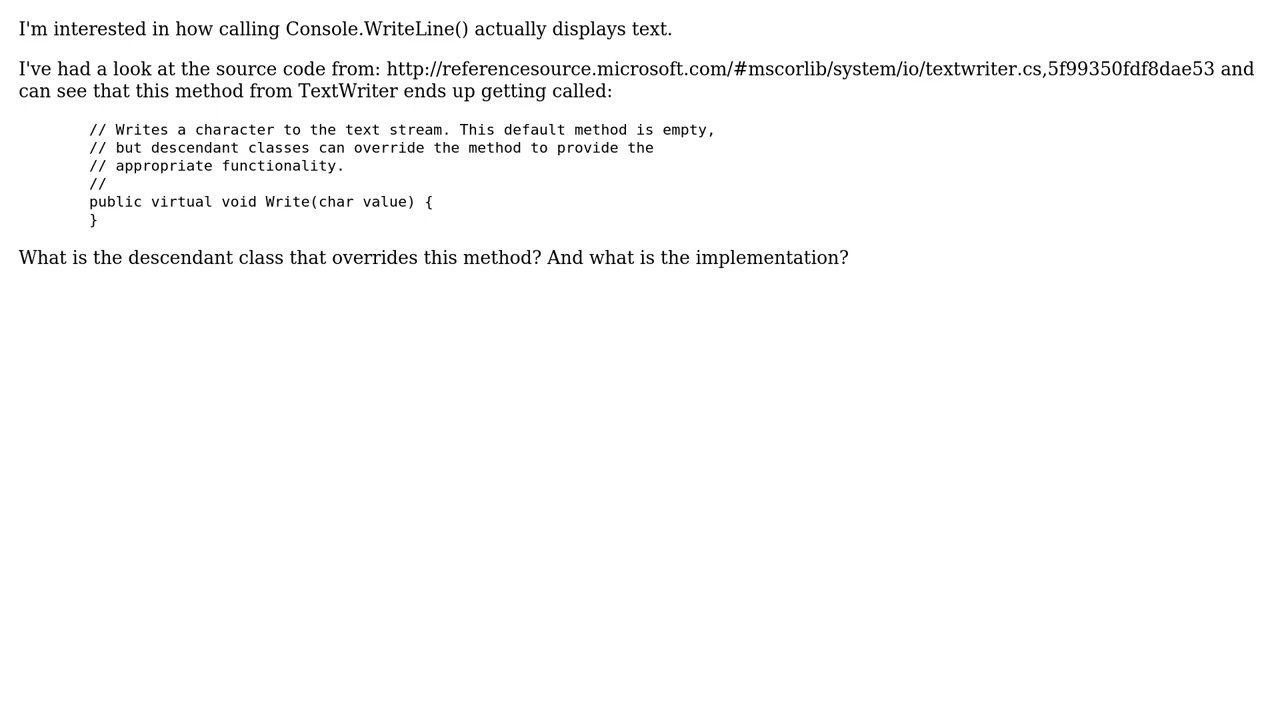 I'm interested in how calling Console.WriteLine() actually displays text.
I've had a look at the source code from: http://referencesource.microsoft.com/#mscorlib/system/io/textwriter.cs,5f99350fdf8dae53 and
can see that this method from TextWriter ends up getting called:
// Writes a character to the text stream. This default method is empty,
// but descendant classes can override the method to provide the
// appropriate functionality.
//
public virtual void Write(char value) {
}
What is the descendant class that overrides this method? And what is the implementation?